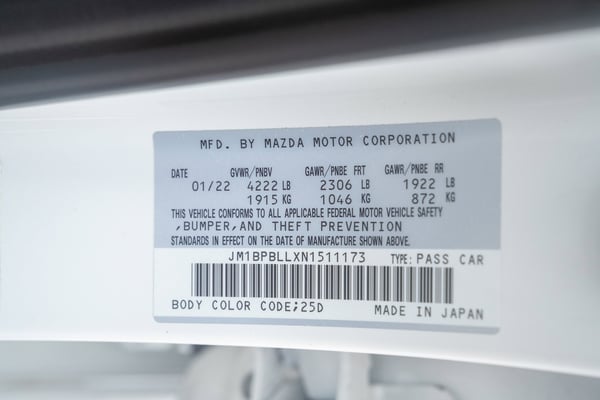 MFD. BY MAZDA MOTOR CORPORATION
DATE GVWR/PNBV GAWR/PNBE FRT GAWR/PNBE RR
01/22 4222 LB 2306 LB 1922 LB
1915 KG 1046 KG 872 KG
THIS VEHICLE CONFORMS TO ALL APPLICABLE FEDERAL MOTOR VEHICLE SAFETY
,BUMPER,AND THEFT PREVENTION
STANDARDS IN EFFECT ON THE DATE OF MANUFACTURE SHOWN ABOVE.
JM1BPBLLXN1511173 TYPE: PASS CAR
BODY COLOR CODE;25D MADE IN JAPAN